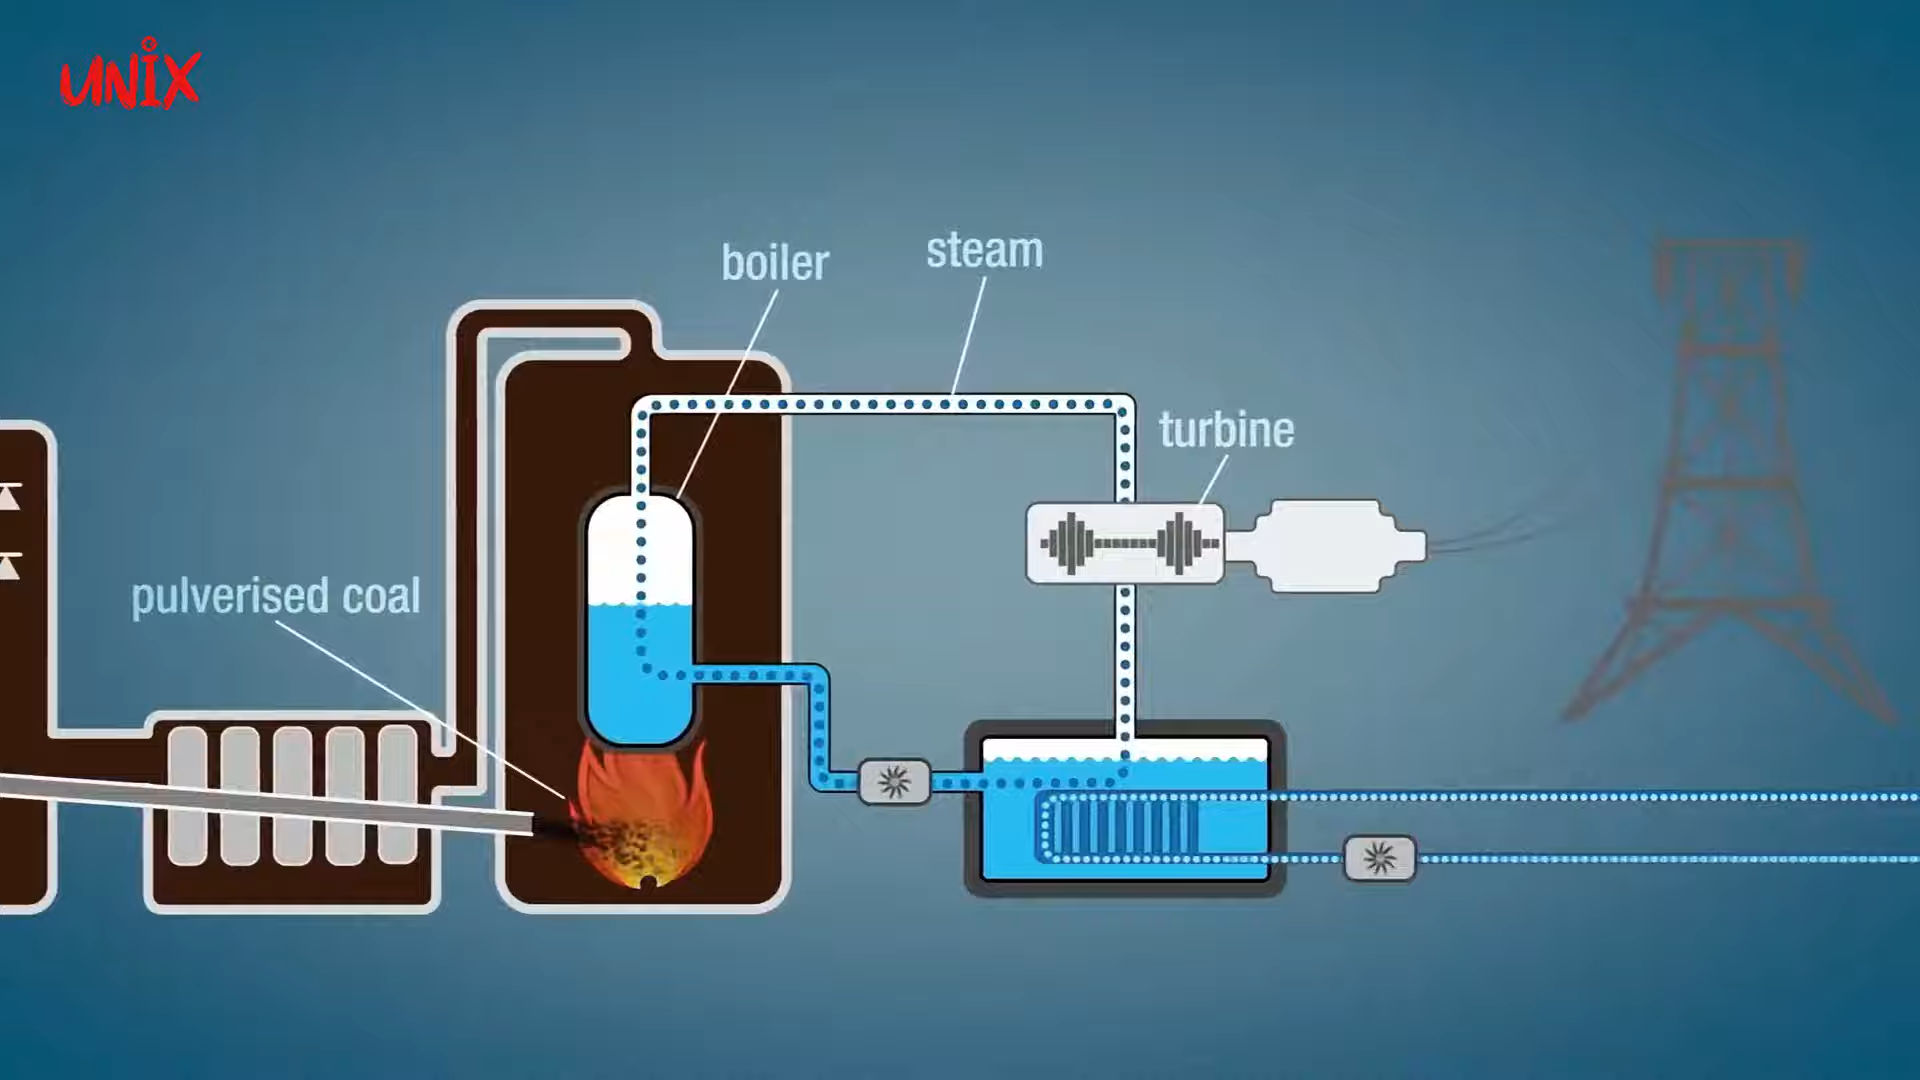 UNIX
boiler
steam
turbine
pulverised coal